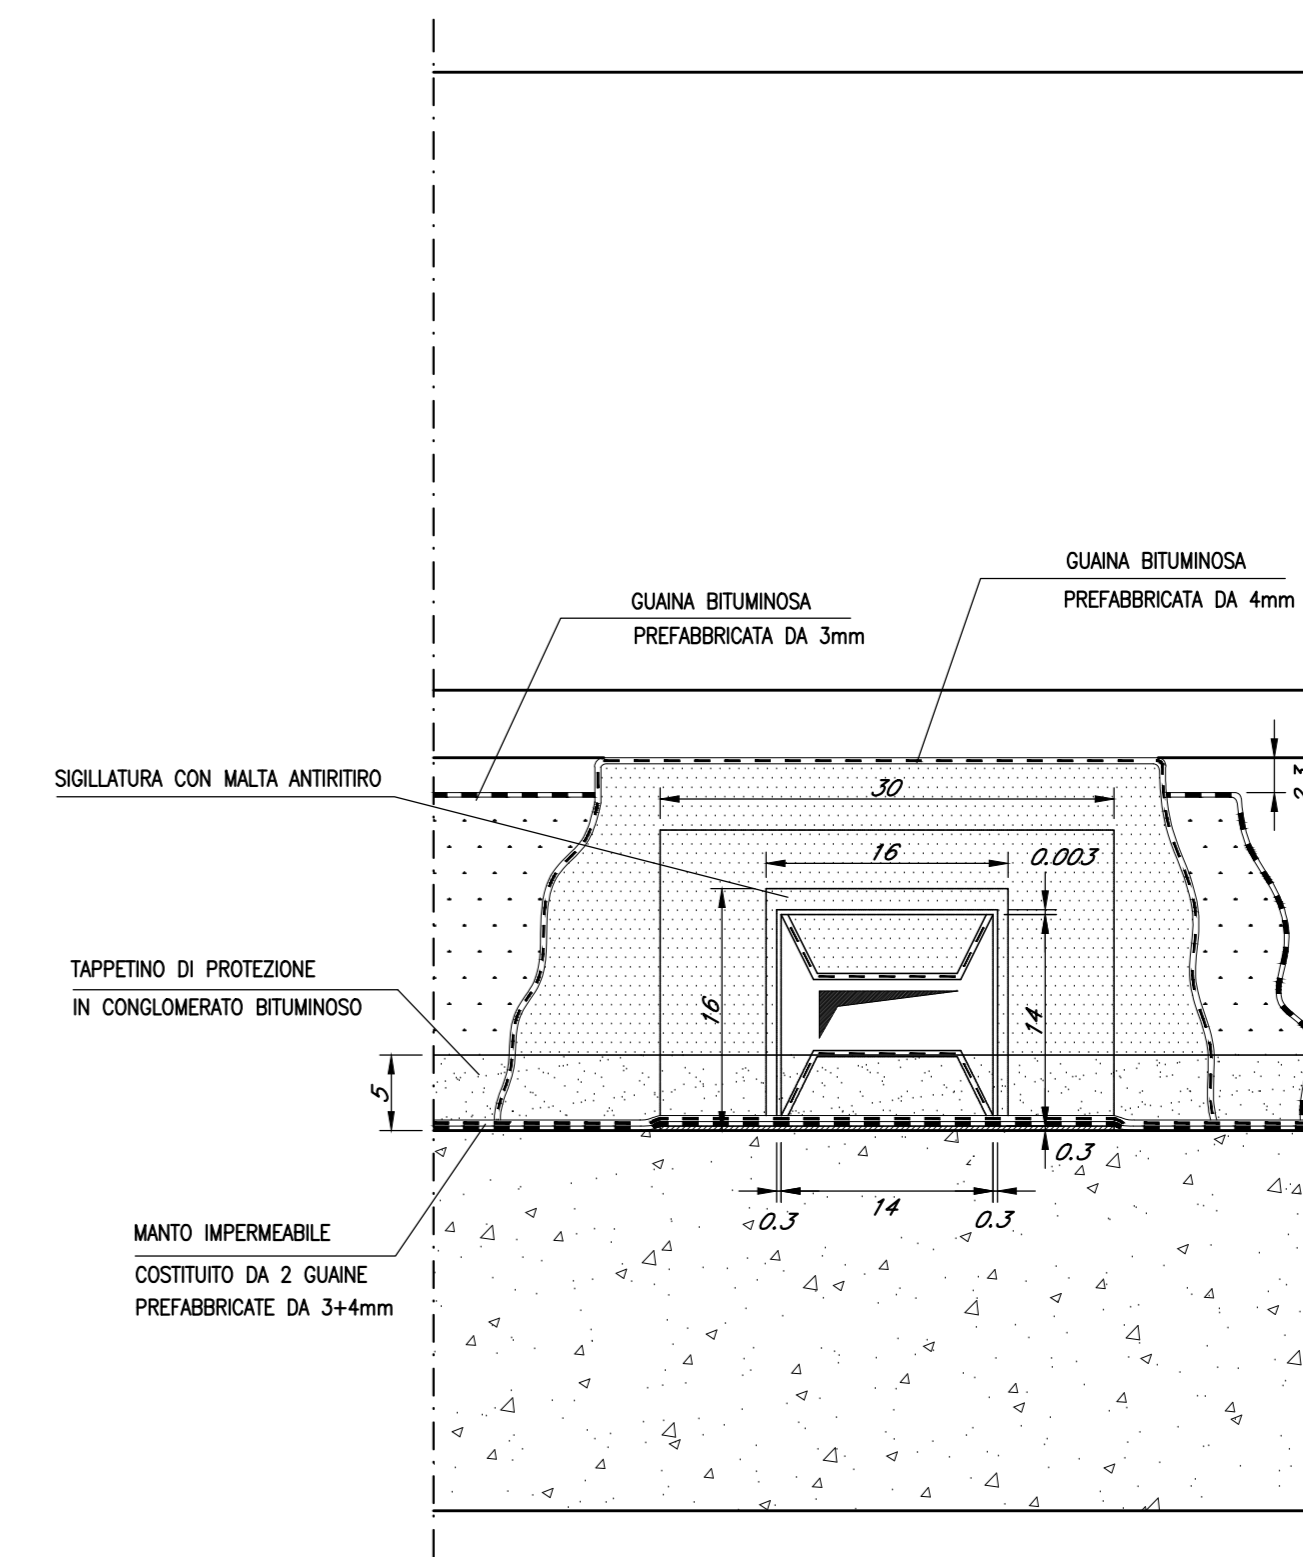 GUAINA BITUMINOSA
PREFABBRICATA DA 4mm
GUAINA BITUMINOSA
PREFABBRICATA DA 3mm
SIGILLATURA CON MALTA ANTIRITIRO
30
16
0.003
TAPPETINO DI PROTEZIONE
IN CONGLOMERATO BITUMINOSO
16
14
5
0.3
14
0.3
0.3
MANTO IMPERMEABILE
COSTITUITO DA 2 GUAINE
PREFABBRICATE DA 3+4mm